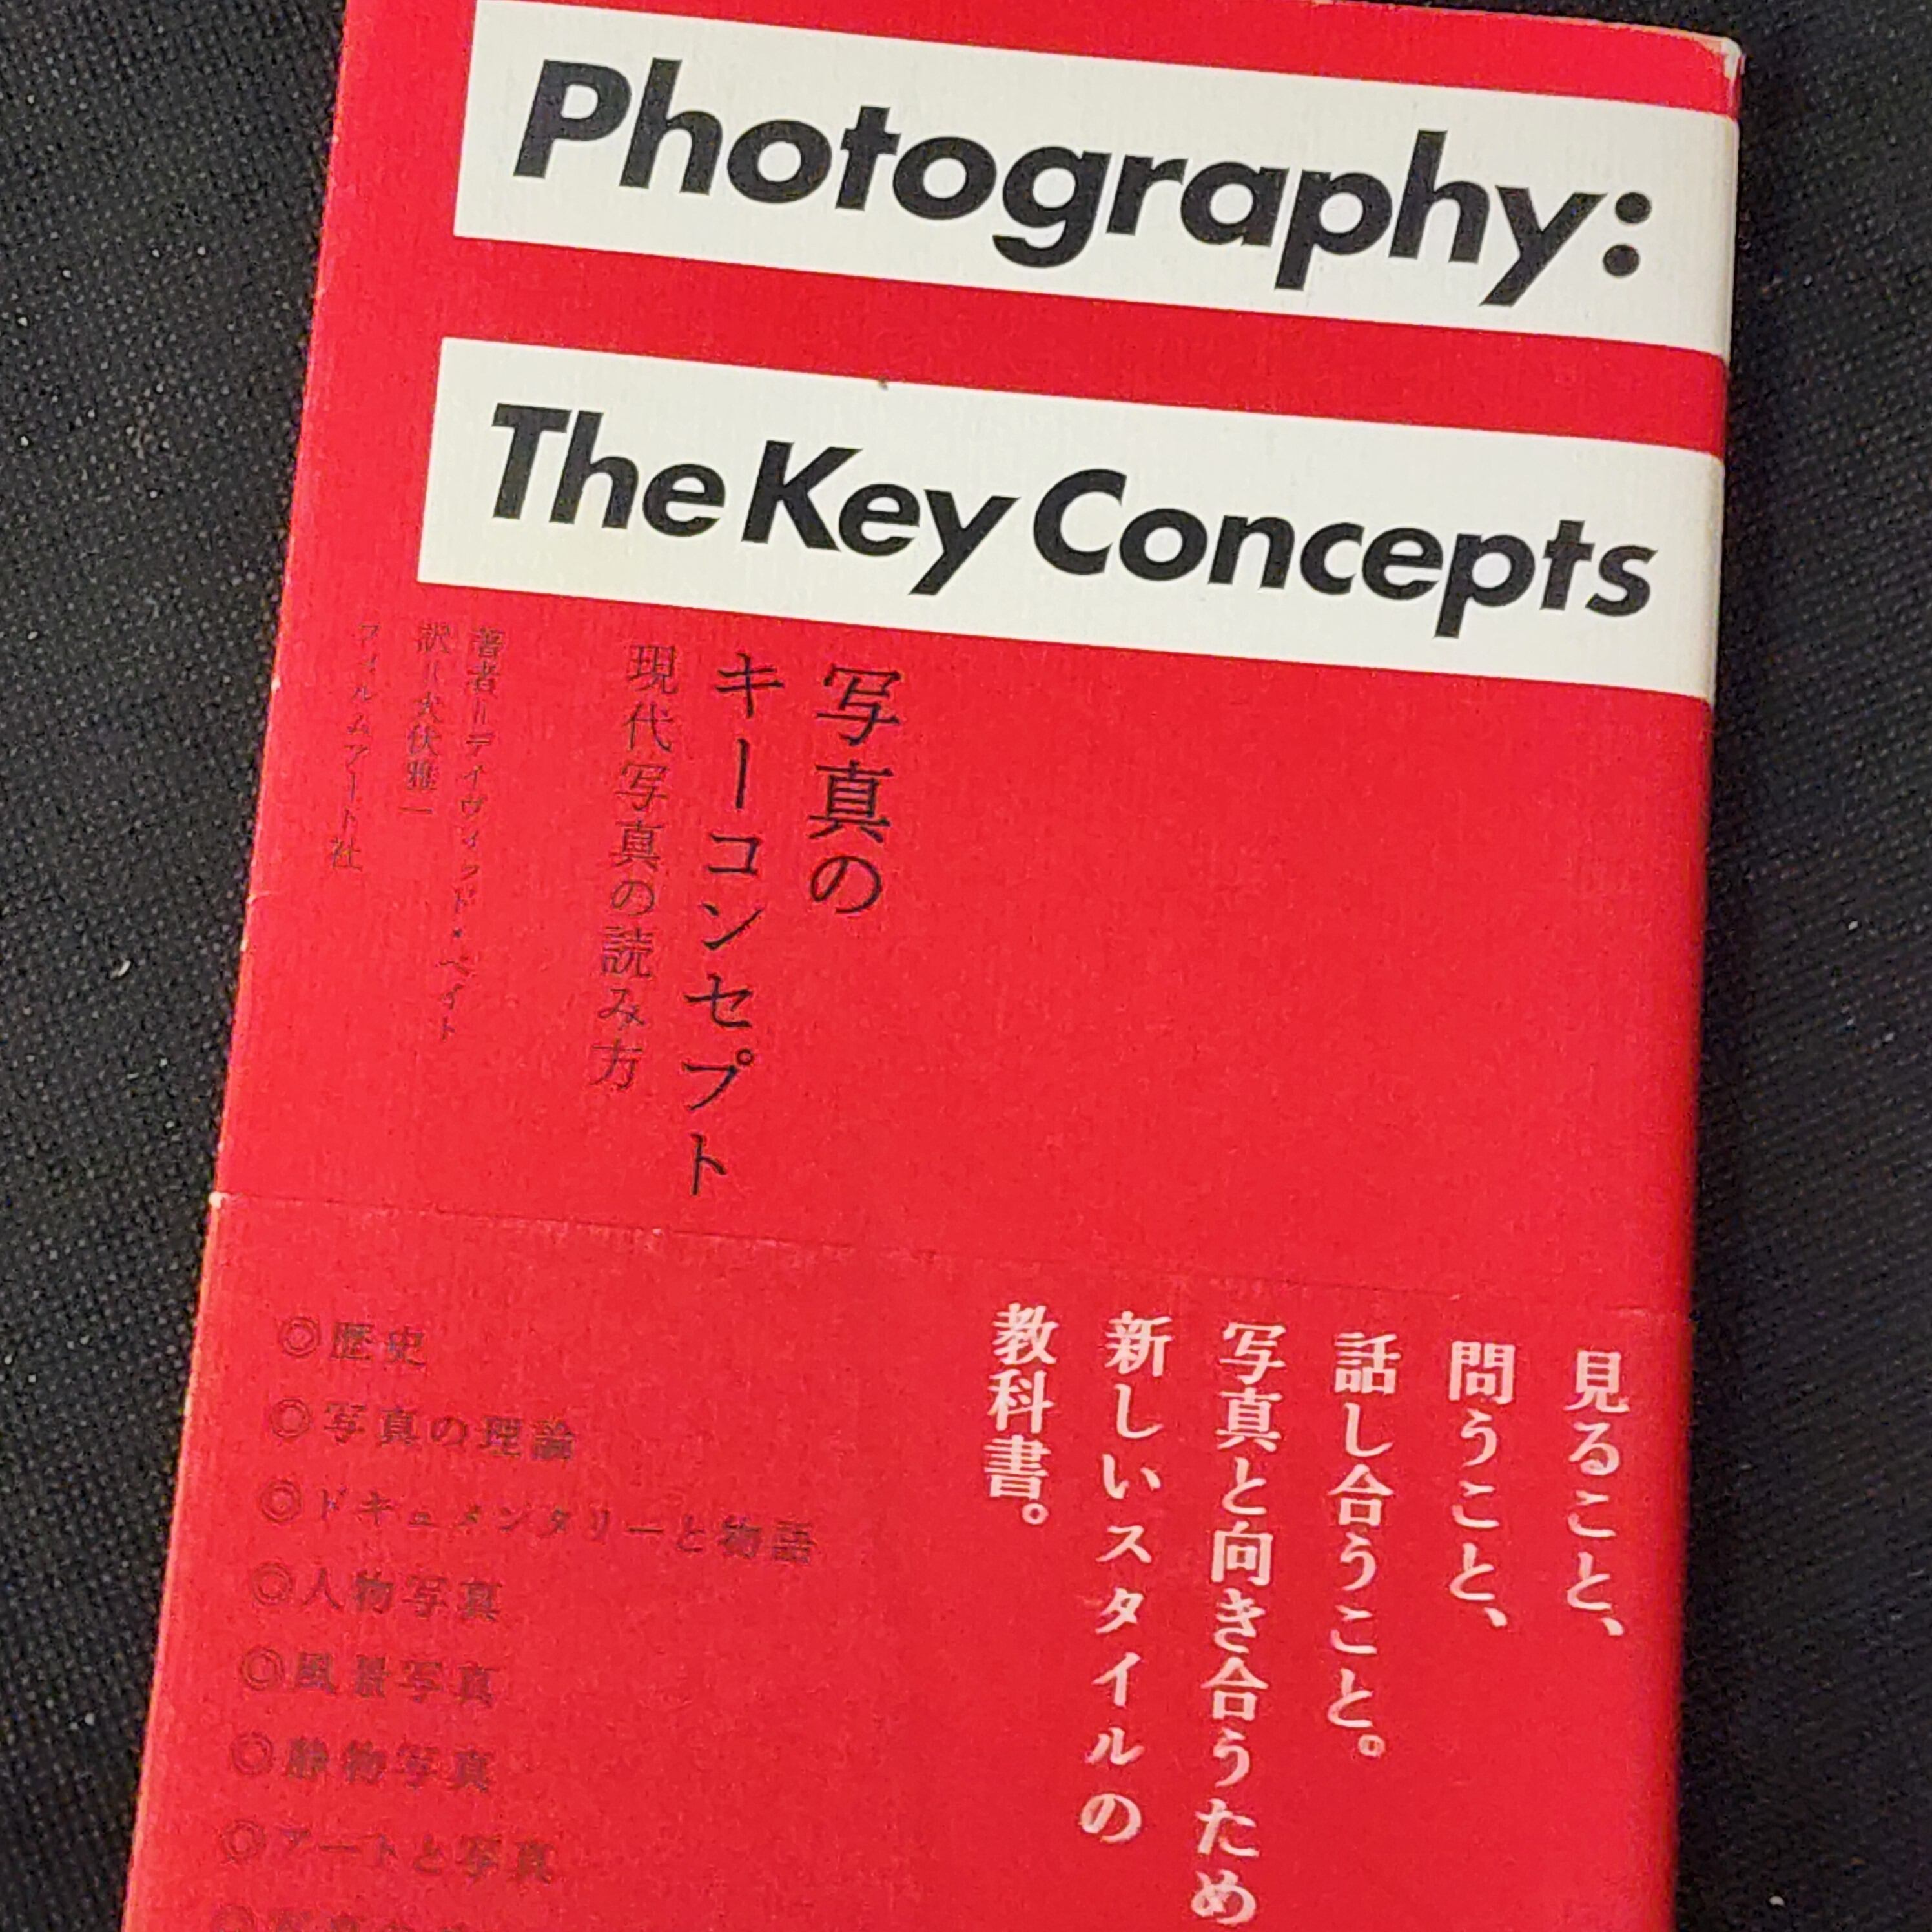 Photography:
The Key Concepts
写真の
キーコンセプト
現代写真の読み方
著者＝デイヴィッド・ベイト
訳＝犬伏雅一
フィルムアート社
見ること、
問うこと、
話し合うこと。
写真と向き合うため
新しいスタイルの
教科書。
◎歴史
◎写真の理論
◎ドキュメンタリーと物語
◎人物写真
◎風景写真
◎静物写真
◎アートと写真